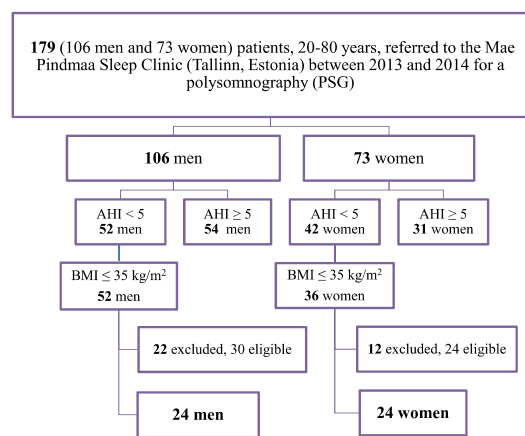 179 (106 men and 73 women) patients, 20-80 years, referred to the Mae
Pindmaa Sleep Clinic (Tallinn, Estonia) between 2013 and 2014 for a
polysomnography (PSG)
106 men
73 women
AHI < 5
52 men
AHI ≥ 5
54 men
AHI < 5
42 women
AHI ≥ 5
31 women
BMI ≤ 35 kg/m²
52 men
BMI ≤ 35 kg/m²
36 women
22 excluded, 30 eligible
12 excluded, 24 eligible
24 men
24 women